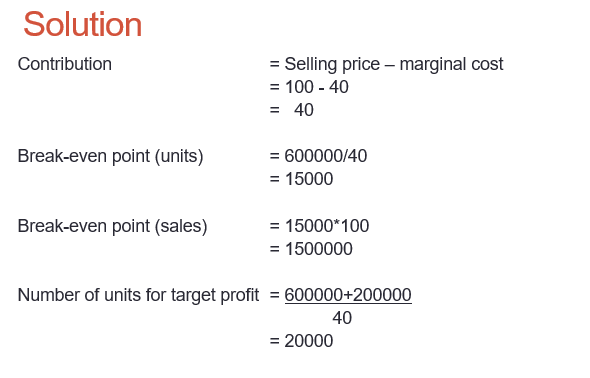 Solution
Contribution = Selling price – marginal cost
= 100 - 40
= 40
Break-even point (units) = 600000/40
= 15000
Break-even point (sales) = 15000*100
= 1500000
Number of units for target profit = 600000+200000
40
= 20000